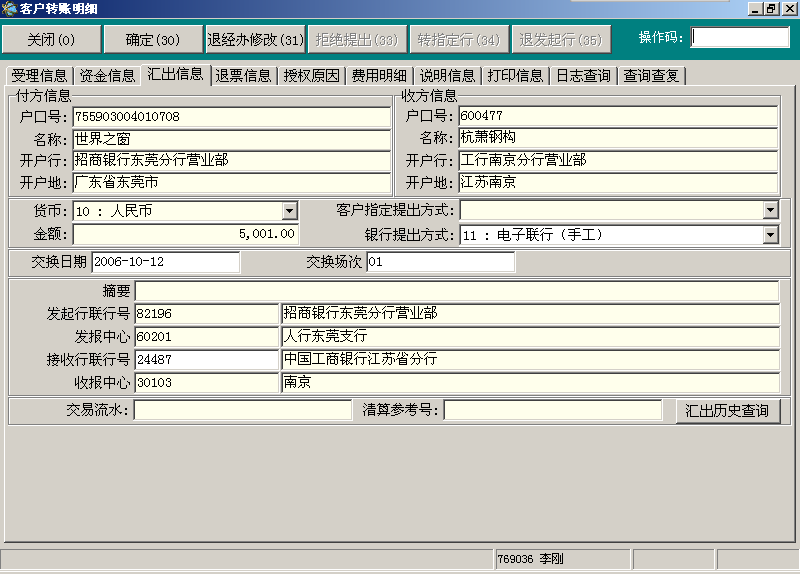 客户转账明细
关闭(0) 确定(30) 退经办修改(31) 拒绝提出(33) 转指定行(34) 退发起行(35) 操作码:
受理信息 资金信息 汇出信息 退票信息 授权原因 费用明细 说明信息 打印信息 日志查询 查询查复
付方信息 收方信息
户口号: 755903004010708 户口号: 600477
名称: 世界之窗 名称: 杭萧钢构
开户行: 招商银行东莞分行营业部 开户行: 工行南京分行营业部
开户地: 广东省东莞市 开户地: 江苏南京
货币: 10 : 人民币 客户指定提出方式:
金额: 5,001.00 银行提出方式: 11 : 电子联行(手工)
交换日期 2006-10-12 交换场次 01
摘要
发起行联行号 82196 招商银行东莞分行营业部
发报中心 60201 人行东莞支行
接收行联行号 24487 中国工商银行江苏省分行
收报中心 30103 南京
交易流水: 清算参考号: 汇出历史查询
769036 李刚